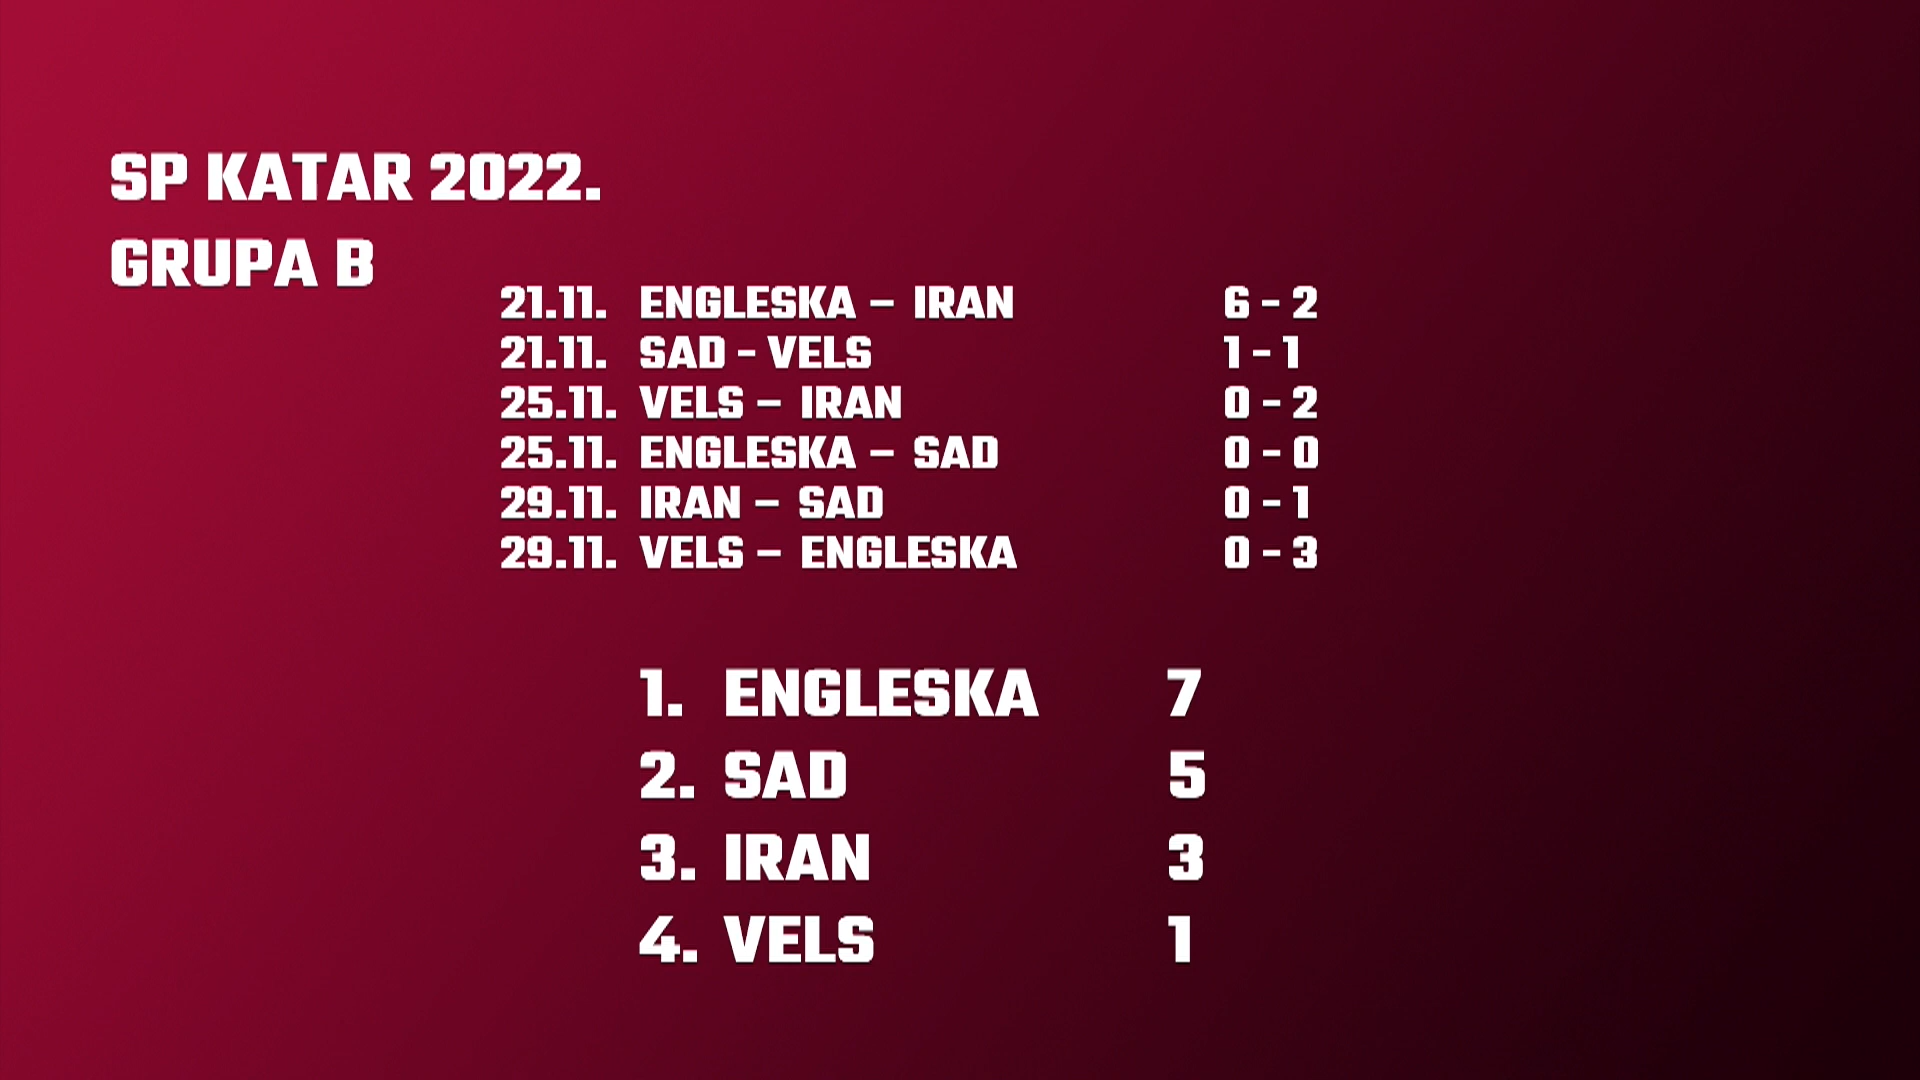 SP KATAR 2022.
GRUPA B
21.11. ENGLESKA – IRAN 6 - 2
21.11. SAD - VELS 1 - 1
25.11. VELS – IRAN 0 - 2
25.11. ENGLESKA – SAD 0 - 0
29.11. IRAN – SAD 0 - 1
29.11. VELS – ENGLESKA 0 - 3
1. ENGLESKA 7
2. SAD 5
3. IRAN 3
4. VELS 1